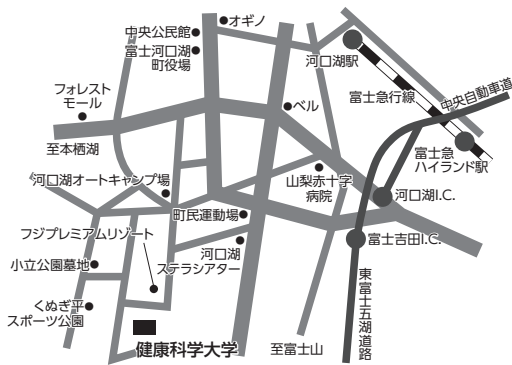 オギノ
中央公民館
富士河口湖
町役場
河口湖駅
フォレスト
モール
ベル
富士急行線
中央自動車道
至本栖湖
富士急
ハイランド駅
河口湖オートキャンプ場
山梨赤十字
病院
河口湖I.C.
町民運動場
フジプレミアムリゾート
河口湖
ステラシアター
富士吉田I.C.
小立公園墓地
東富士五湖道路
くぬぎ平
スポーツ公園
健康科学大学
至富士山